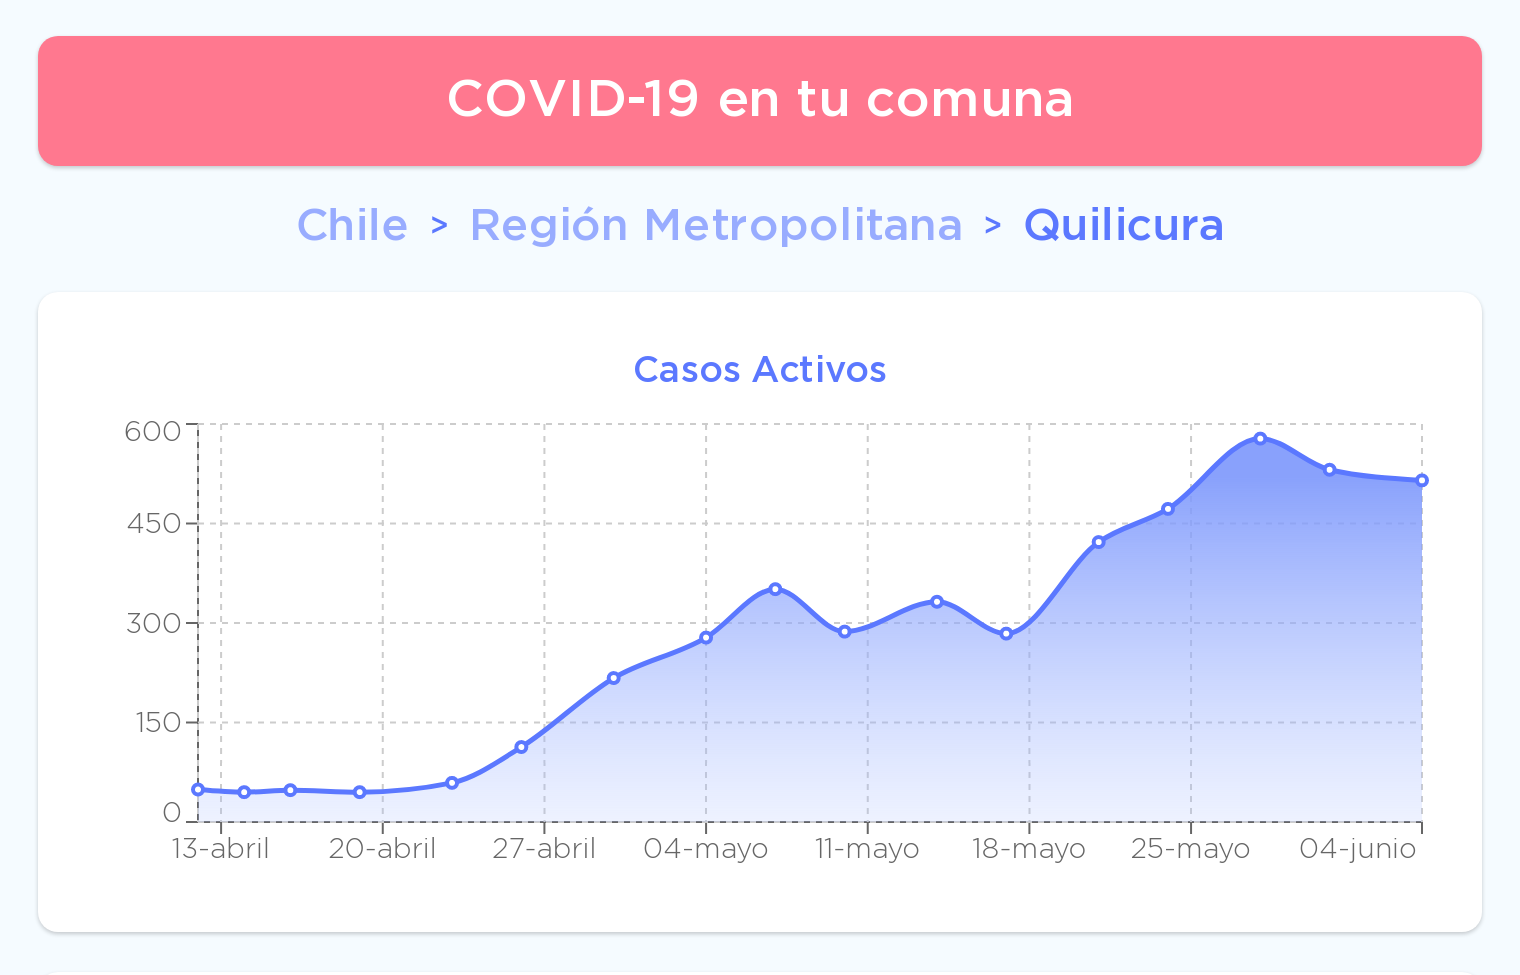 COVID-19 en tu comuna
Chile > Región Metropolitana > Quilicura
Casos Activos
600
450
300
150
0
13-abril 20-abril 27-abril 04-mayo 11-mayo 18-mayo 25-mayo 04-junio